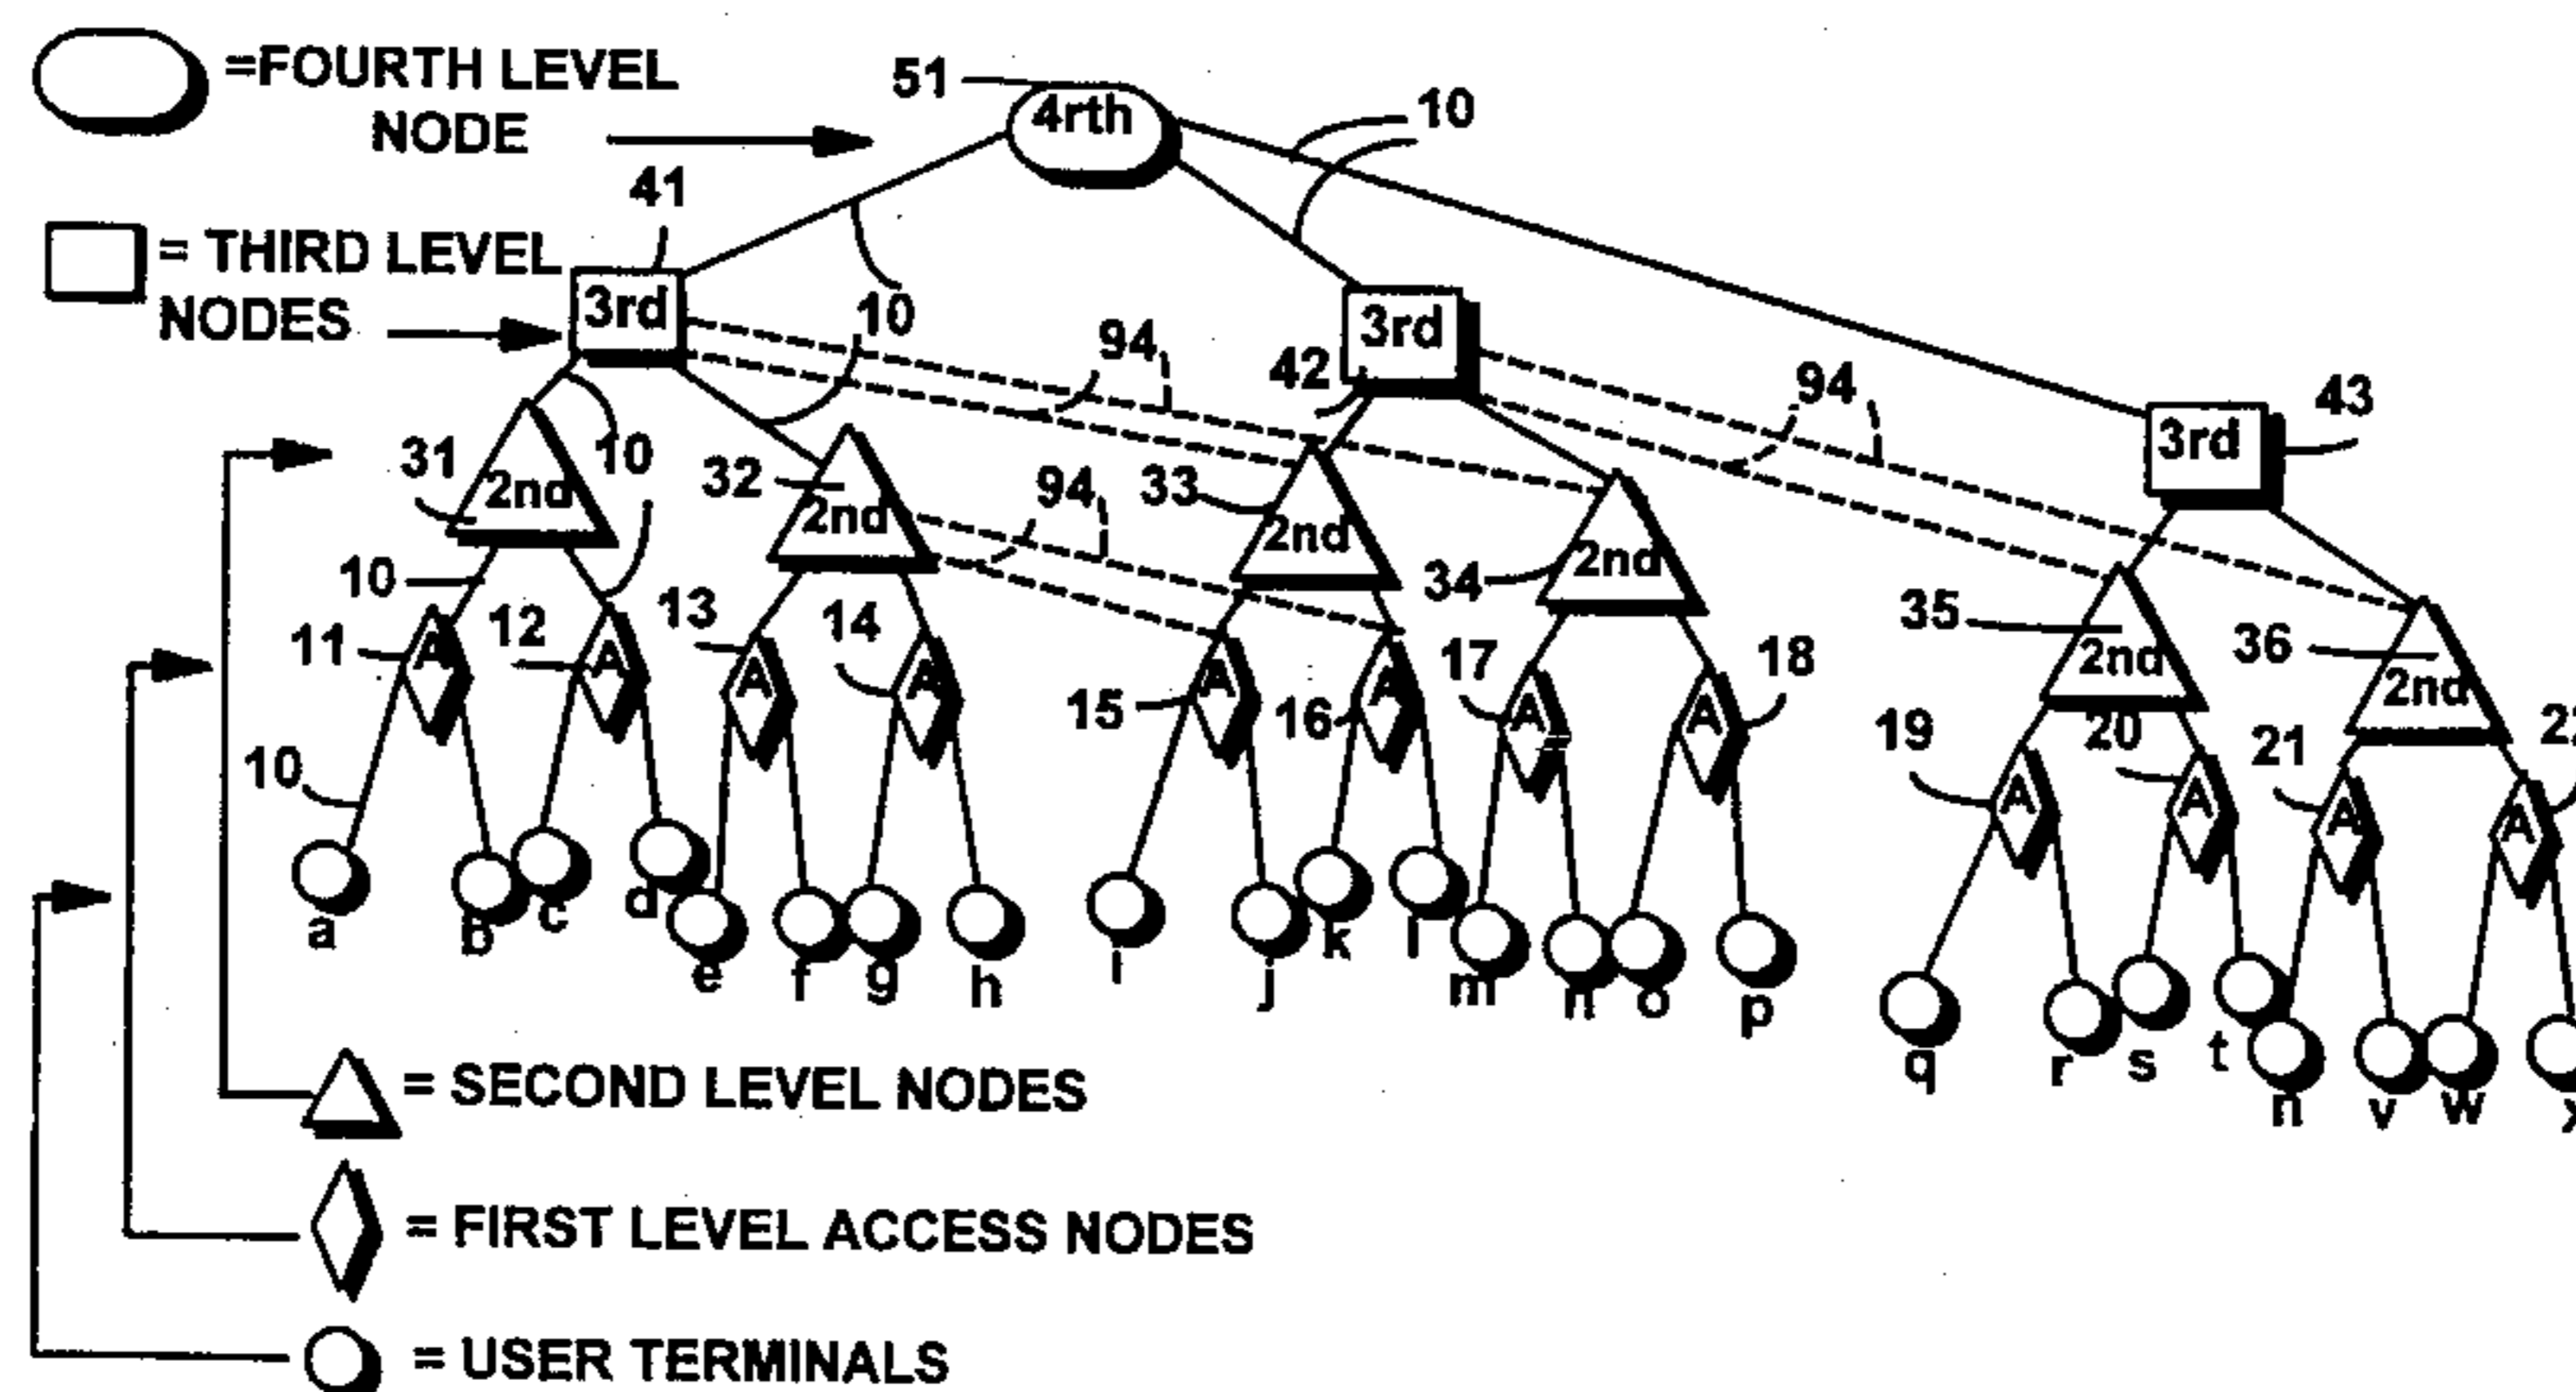 =FOURTH LEVEL
NODE
51
4rth
10
41
= THIRD LEVEL
NODES
3rd
10
10
94
42
3rd
94
3rd
43
31
2nd
10
32
2nd
94
33
2nd
34
2nd
35
2nd
36
2nd
10
11
A
12
A
13
A
14
A
15
A
16
A
17
A
18
A
19
A
20
A
21
A
A
10
a
b
c
d
e
f
g
h
i
j
k
l
m
n
o
p
q
r
s
t
n
v
w
x
= SECOND LEVEL NODES
= FIRST LEVEL ACCESS NODES
= USER TERMINALS